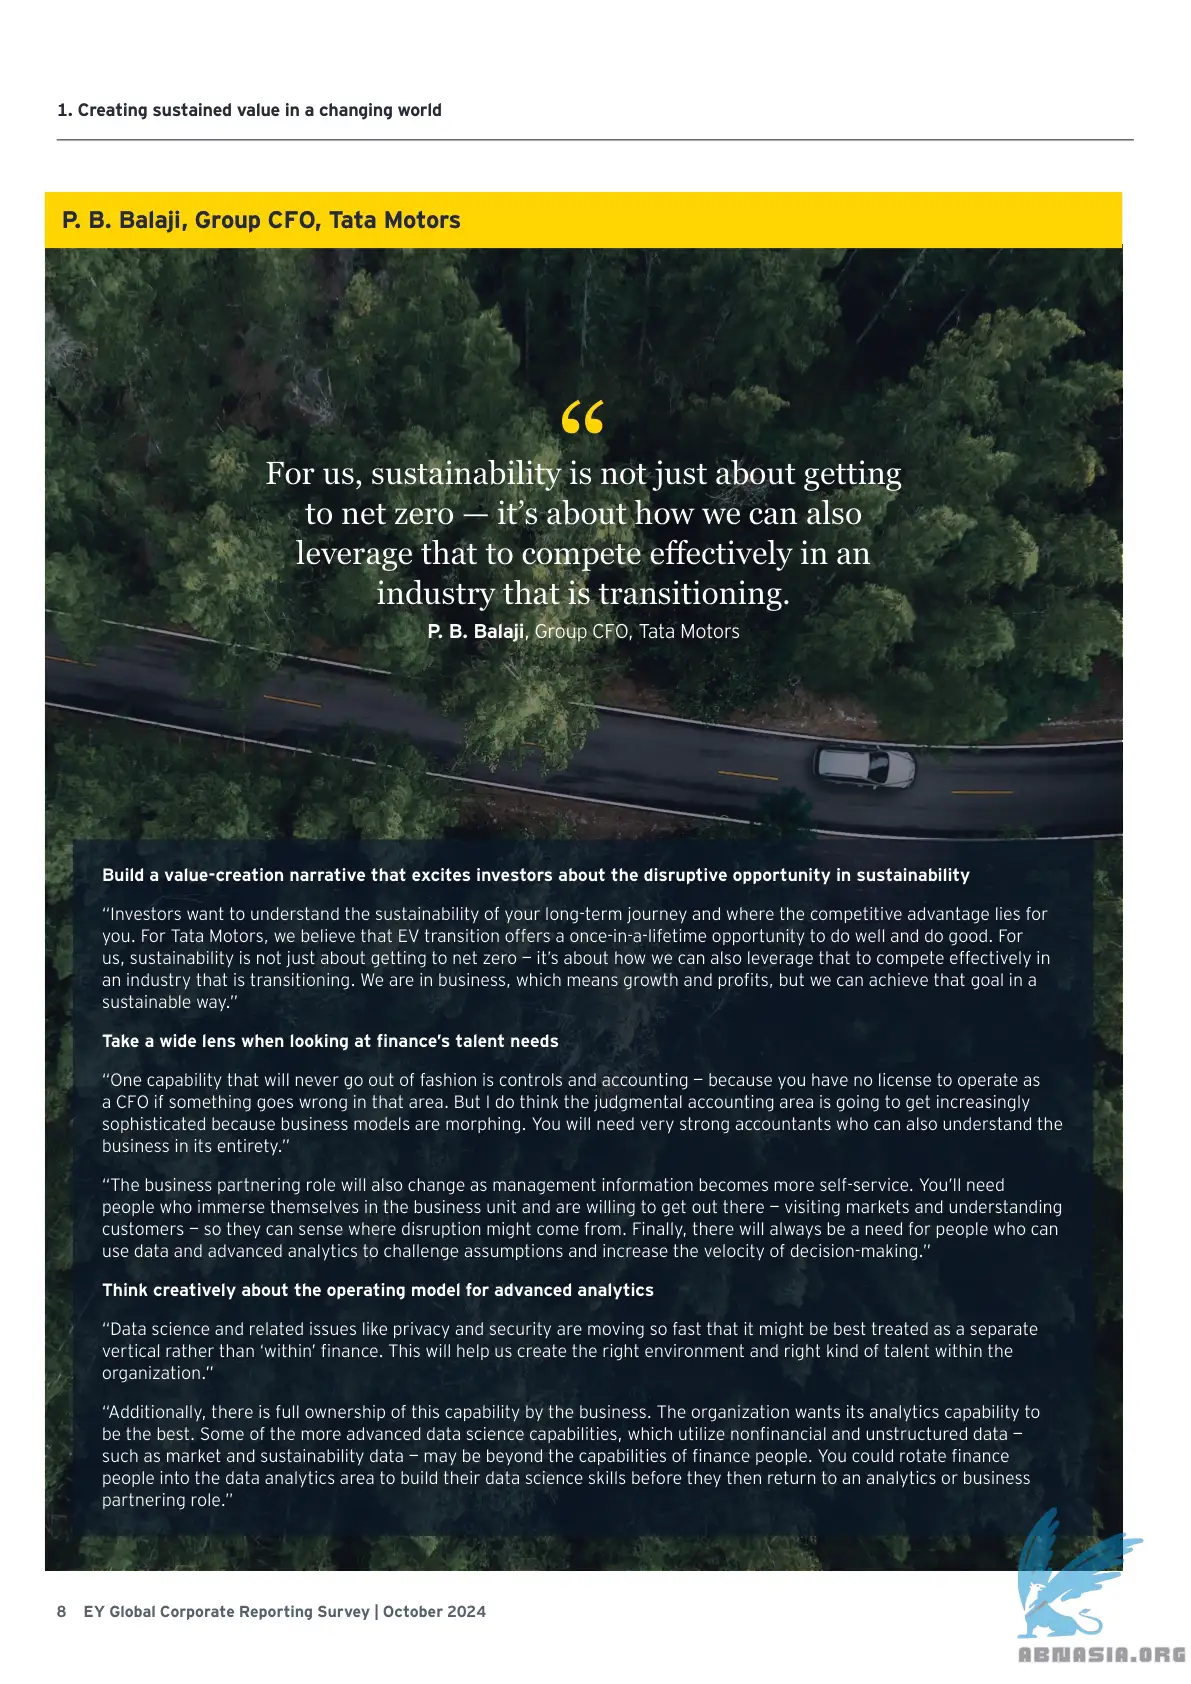 1. Creating sustained value in a changing world
P. B. Balaji, Group CFO, Tata Motors
“
For us, sustainability is not just about getting
to net zero — it’s about how we can also
leverage that to compete effectively in an
industry that is transitioning.
P. B. Balaji, Group CFO, Tata Motors
Build a value-creation narrative that excites investors about the disruptive opportunity in sustainability
“Investors want to understand the sustainability of your long-term journey and where the competitive advantage lies for
you. For Tata Motors, we believe that EV transition offers a once-in-a-lifetime opportunity to do well and do good. For
us, sustainability is not just about getting to net zero – it’s about how we can also leverage that to compete effectively in
an industry that is transitioning. We are in business, which means growth and profits, but we can achieve that goal in a
sustainable way.”
Take a wide lens when looking at finance’s talent needs
“One capability that will never go out of fashion is controls and accounting – because you have no license to operate as
a CFO if something goes wrong in that area. But I do think the judgmental accounting area is going to get increasingly
sophisticated because business models are morphing. You will need very strong accountants who can also understand the
business in its entirety.”
“The business partnering role will also change as management information becomes more self-service. You’ll need
people who immerse themselves in the business unit and are willing to get out there – visiting markets and understanding
customers – so they can sense where disruption might come from. Finally, there will always be a need for people who can
use data and advanced analytics to challenge assumptions and increase the velocity of decision-making.”
Think creatively about the operating model for advanced analytics
“Data science and related issues like privacy and security are moving so fast that it might be best treated as a separate
vertical rather than ‘within’ finance. This will help us create the right environment and right kind of talent within the
organization.”
“Additionally, there is full ownership of this capability by the business. The organization wants its analytics capability to
be the best. Some of the more advanced data science capabilities, which utilize nonfinancial and unstructured data –
such as market and sustainability data – may be beyond the capabilities of finance people. You could rotate finance
people into the data analytics area to build their data science skills before they then return to an analytics or business
partnering role.”
8 EY Global Corporate Reporting Survey | October 2024
ABNASIA.ORG